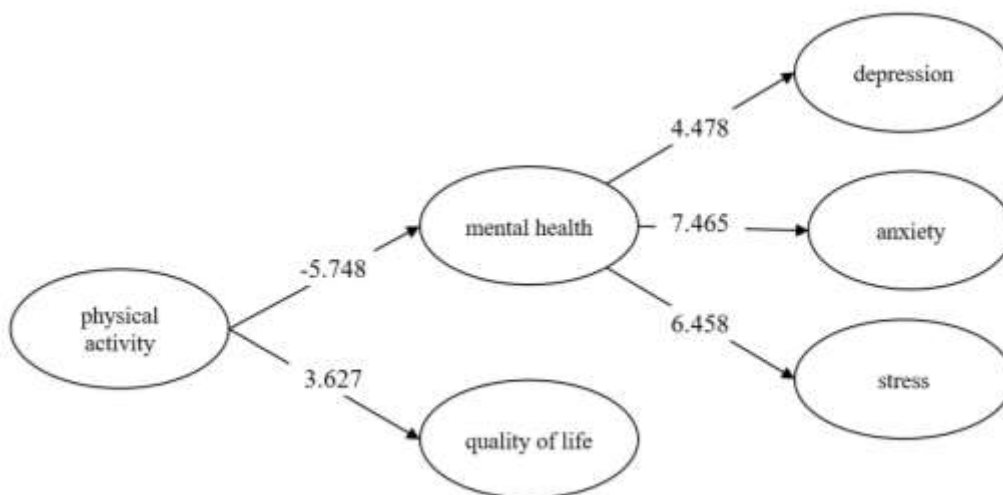 depression
4.478
mental health
7.465
anxiety
-5.748
physical
activity
6.458
3.627
stress
quality of life